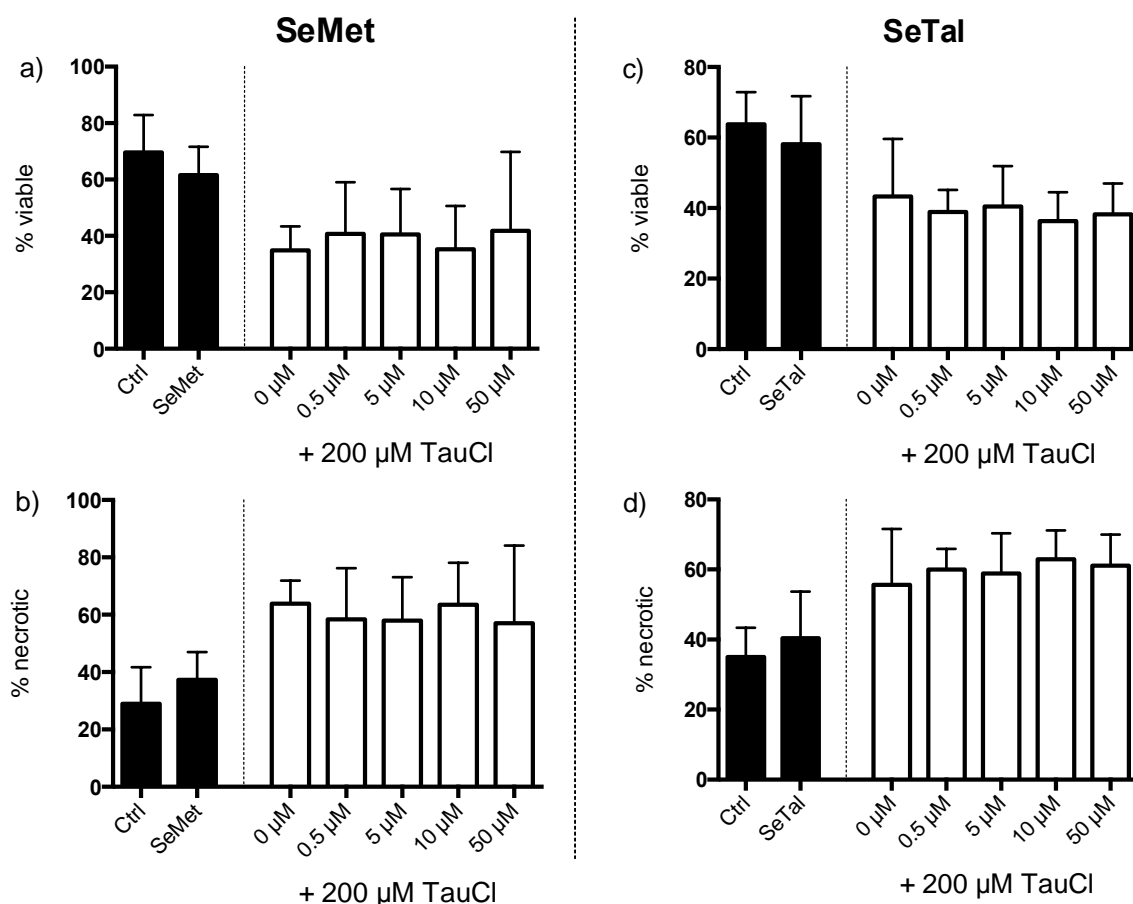 SeMet
a)
% viable
100
80
60
40
20
0
Ctrl
SeMet
0 µM
0.5 µM
5 µM
10 µM
50 µM
+ 200 µM TauCl
b)
% necrotic
100
80
60
40
20
0
Ctrl
SeMet
0 µM
0.5 µM
5 µM
10 µM
50 µM
+ 200 µM TauCl
SeTal
c)
% viable
80
60
40
20
0
Ctrl
SeTal
0 µM
0.5 µM
5 µM
10 µM
50 µM
+ 200 µM TauCl
d)
% necrotic
80
60
40
20
0
Ctrl
SeTal
0 µM
0.5 µM
5 µM
10 µM
50 µM
+ 200 µM TauCl